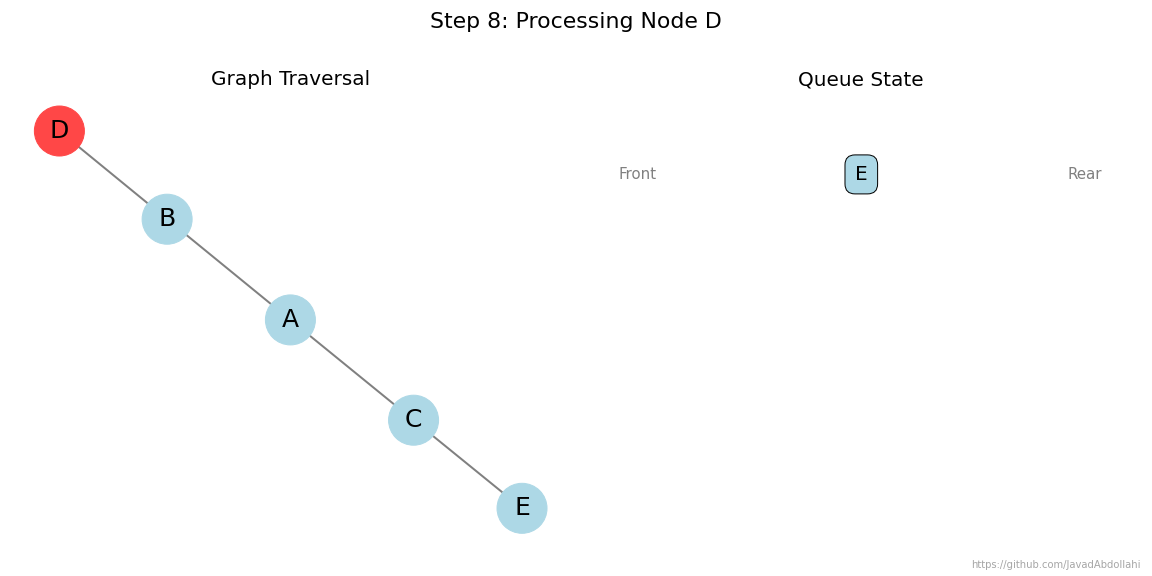 Step 8: Processing Node D
Graph Traversal
Queue State
D
B
A
C
E
Front
E
Rear
https://github.com/JavadAbdollahi